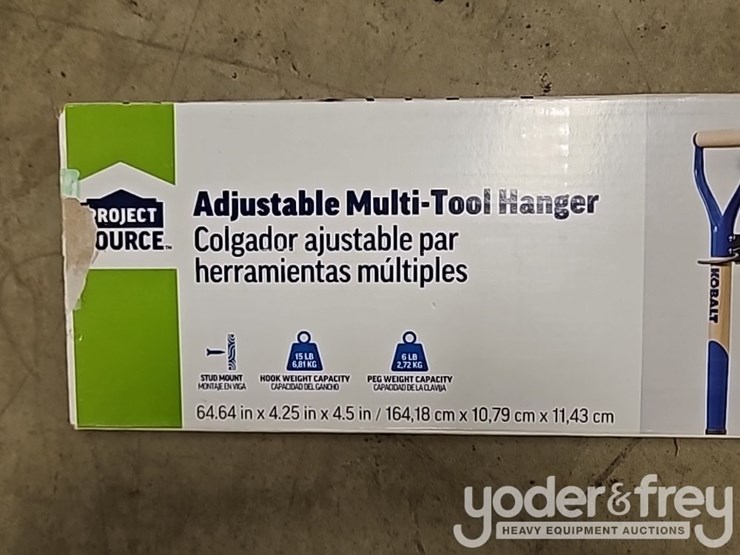 PROJECT
OURCE
Adjustable Multi-Tool Hanger
Colgador ajustable par
herramientas múltiples
15 LB
6,81 KG
6 LB
2,72 KG
STUD MOUNT
MONTAJE EN VIGA
HOOK WEIGHT CAPACITY
CAPACIDAD DEL GANCHO
PEG WEIGHT CAPACITY
CAPACIDAD DE LA CLAVIJA
64.64 in x 4.25 in x 4.5 in / 164,18 cm x 10,79 cm x 11,43 cm
KOBALT
yoder&frey
HEAVY EQUIPMENT AUCTIONS